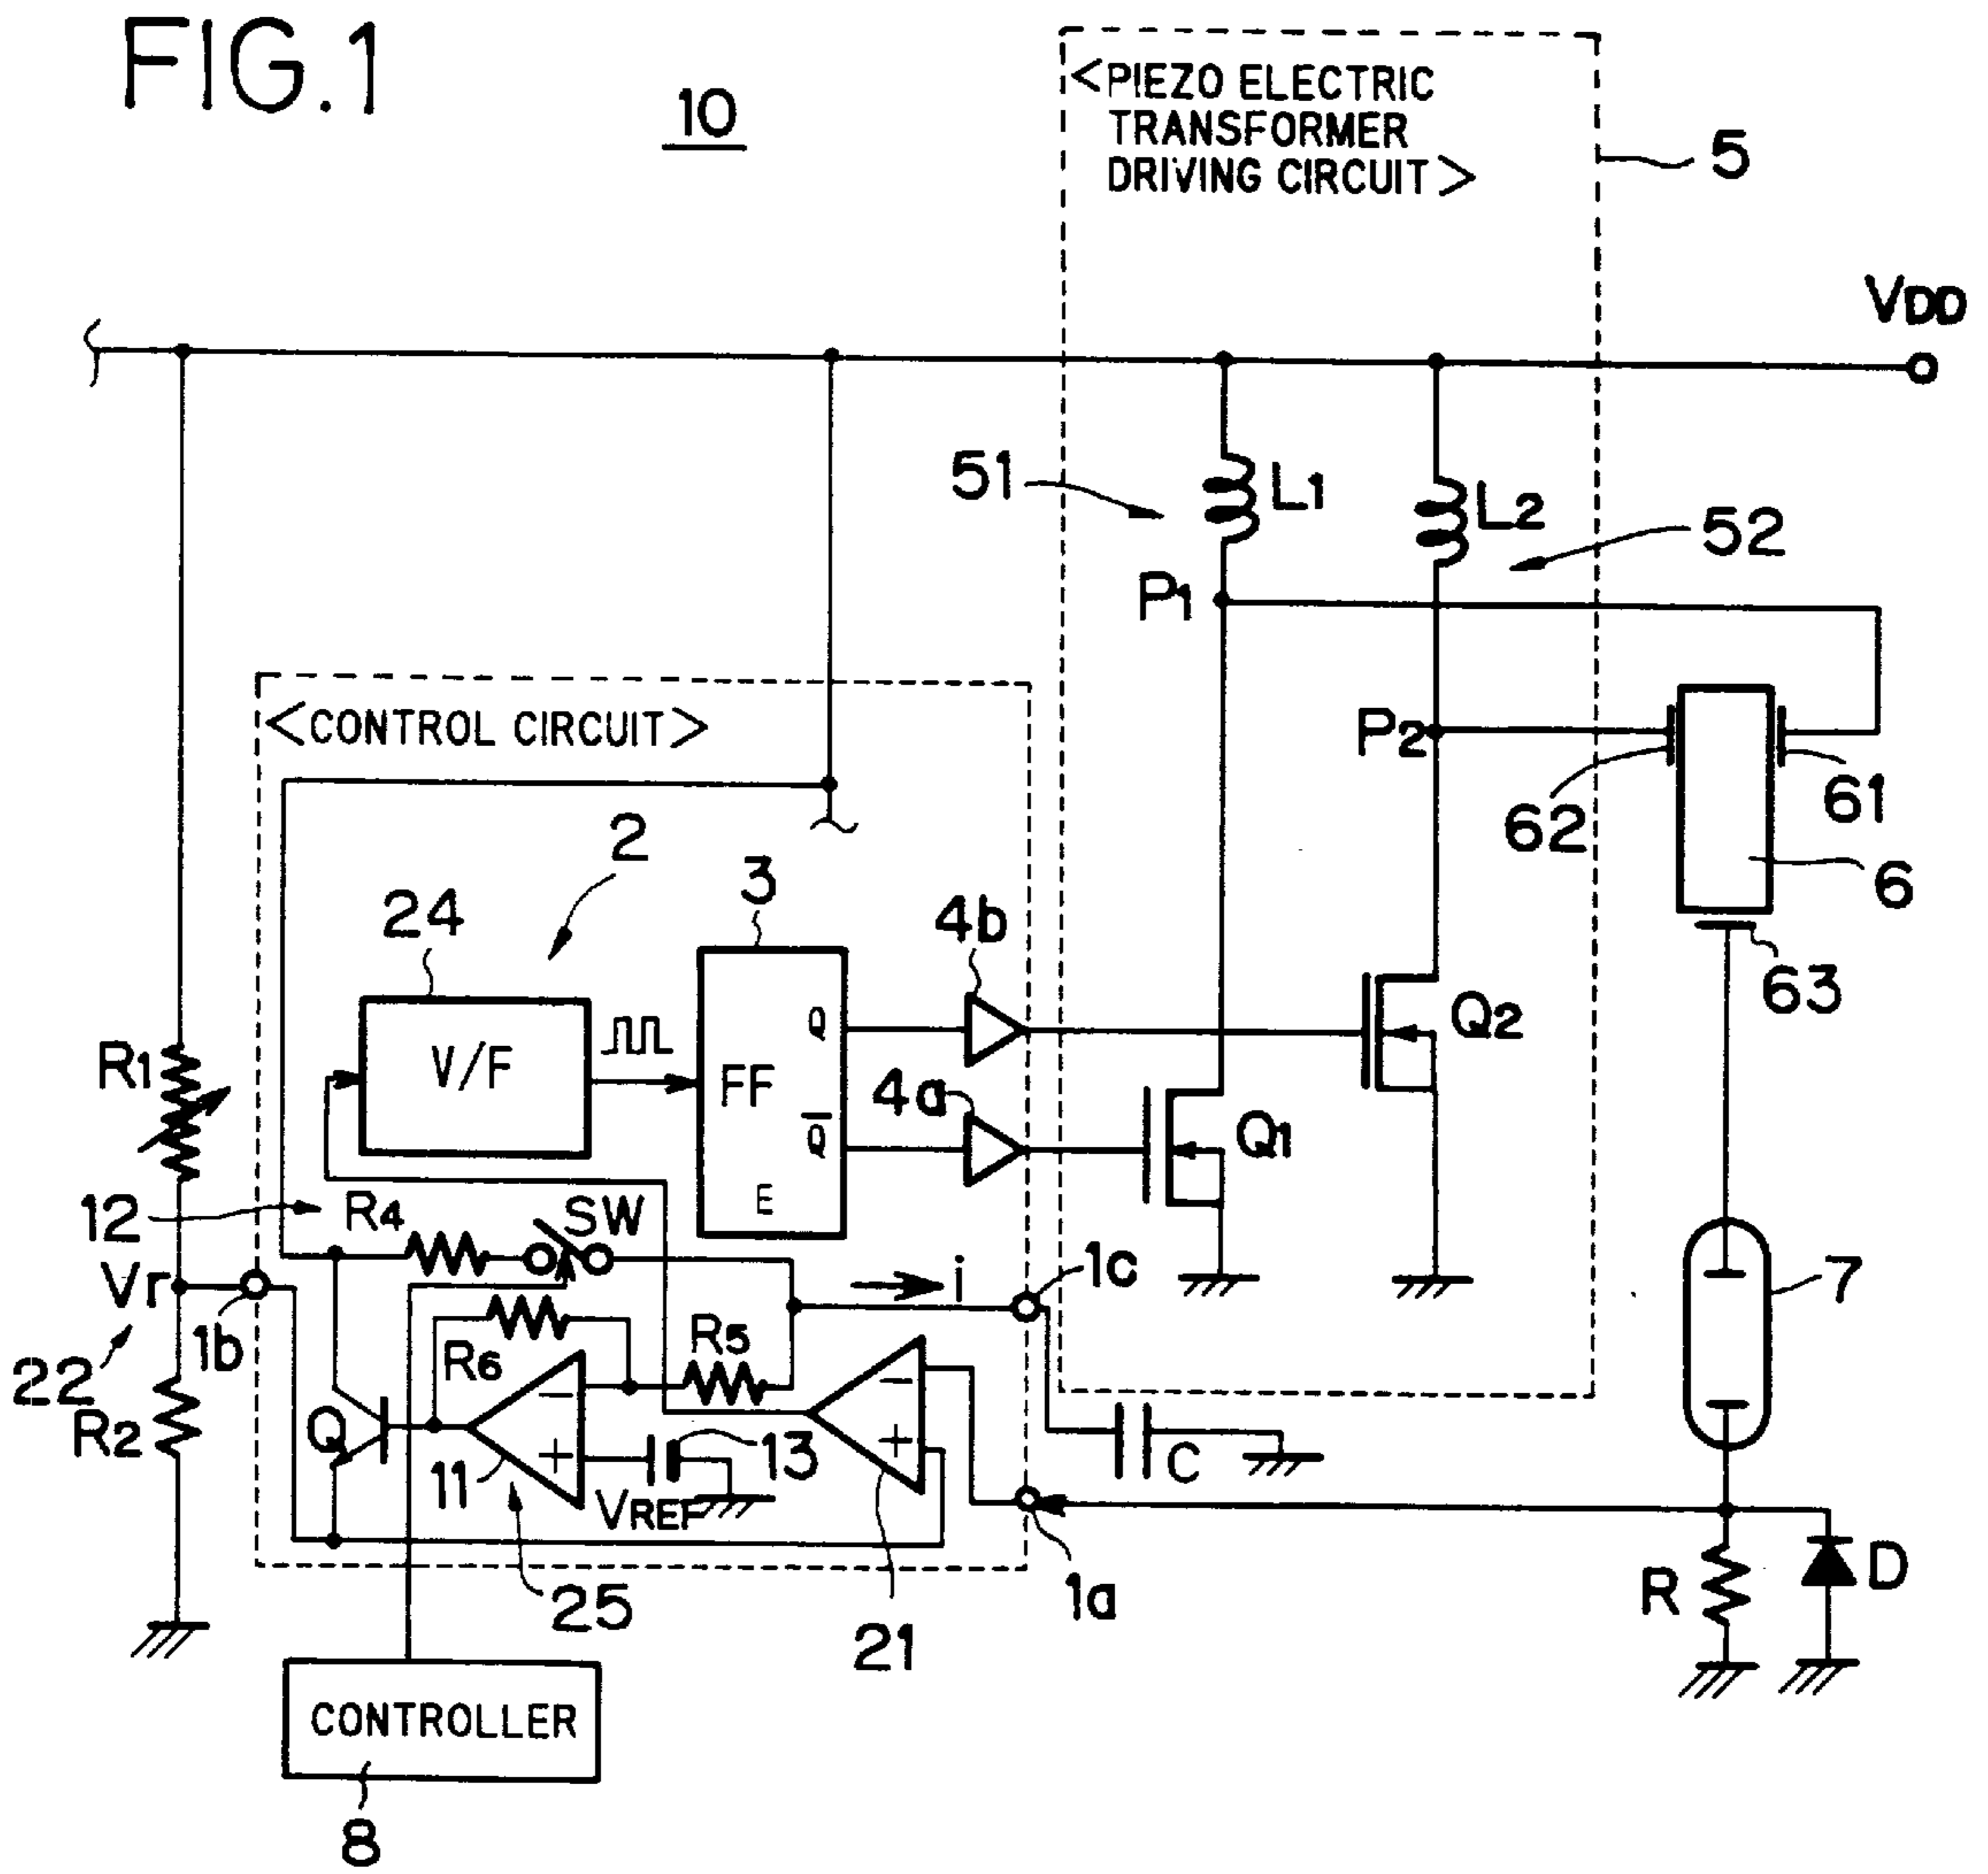 FIG.1
10
<PIEZO ELECTRIC
TRANSFORMER
DRIVING CIRCUIT>
5
VDD
51
L1
L2
52
P1
<CONTROL CIRCUIT>
P2
62
61
6
2
3
24
4b
63
V/F
Q
Q2
R1
FF
4a
Q̅
Q1
E
12
R4
SW
Vr
i
1c
7
1b
R5
22
R6
R2
Q
−
−
+
+
13
C
11
VREF
25
1a
D
R
21
CONTROLLER
8